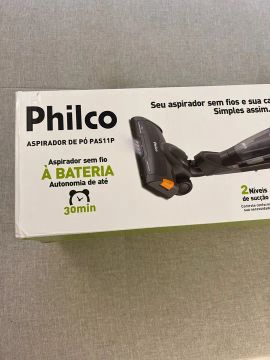 Philco
ASPIRADOR DE PÓ PAS11P
Seu aspirador sem fios e sua ca
Simples assim.
Aspirador sem fio
À BATERIA
Autonomia de até
30min
2 Níveis
de sucção